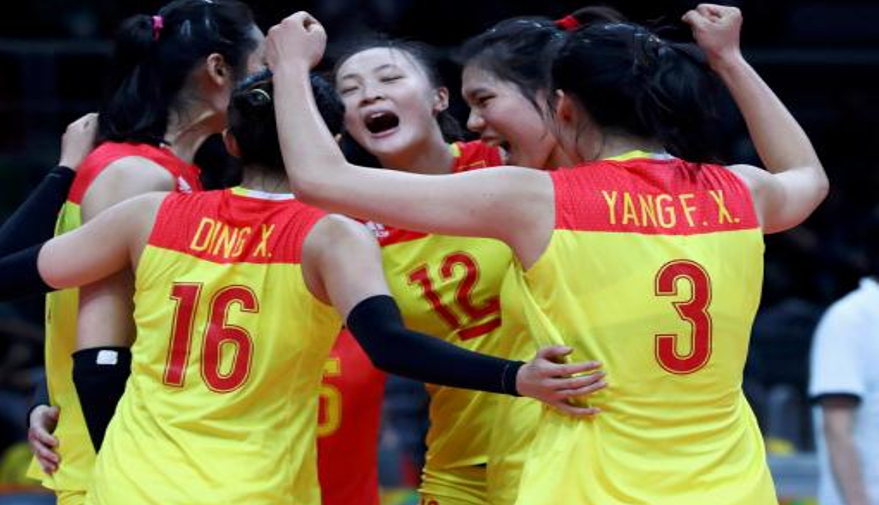 DING X.
16
12
YANG F. X.
3